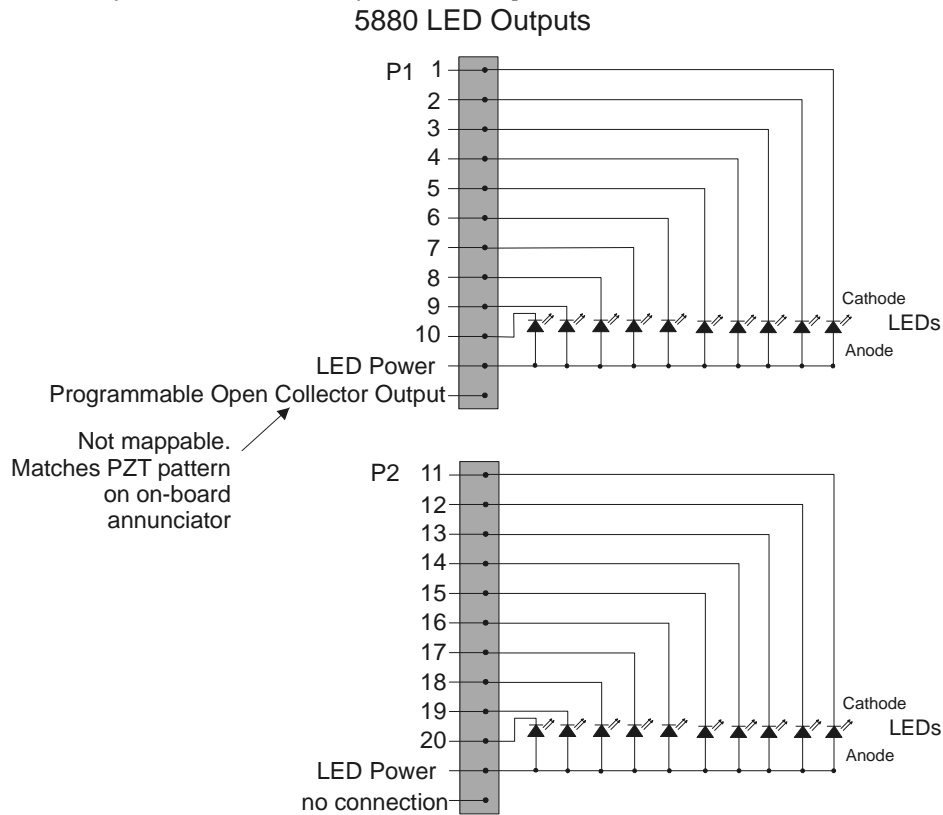 5880 LED Outputs
P1 1
2
3
4
5
6
7
8
9
10
Cathode
LEDs
Anode
LED Power
Programmable Open Collector Output
Not mappable.
Matches PZT pattern
on on-board
annunciator
P2 11
12
13
14
15
16
17
18
19
20
Cathode
LEDs
Anode
LED Power
no connection